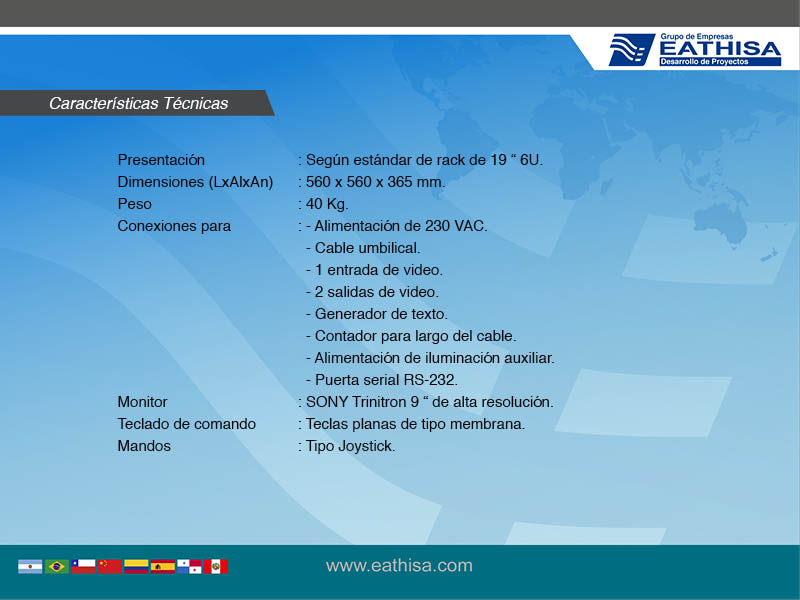 Grupo de Empresas
EATHISA
Desarrollo de Proyectos
Características Técnicas
Presentación : Según estándar de rack de 19 “ 6U.
Dimensiones (LxAlxAn) : 560 x 560 x 365 mm.
Peso : 40 Kg.
Conexiones para : - Alimentación de 230 VAC.
- Cable umbilical.
- 1 entrada de video.
- 2 salidas de video.
- Generador de texto.
- Contador para largo del cable.
- Alimentación de iluminación auxiliar.
- Puerta serial RS-232.
Monitor : SONY Trinitron 9 “ de alta resolución.
Teclado de comando : Teclas planas de tipo membrana.
Mandos : Tipo Joystick.
www.eathisa.com